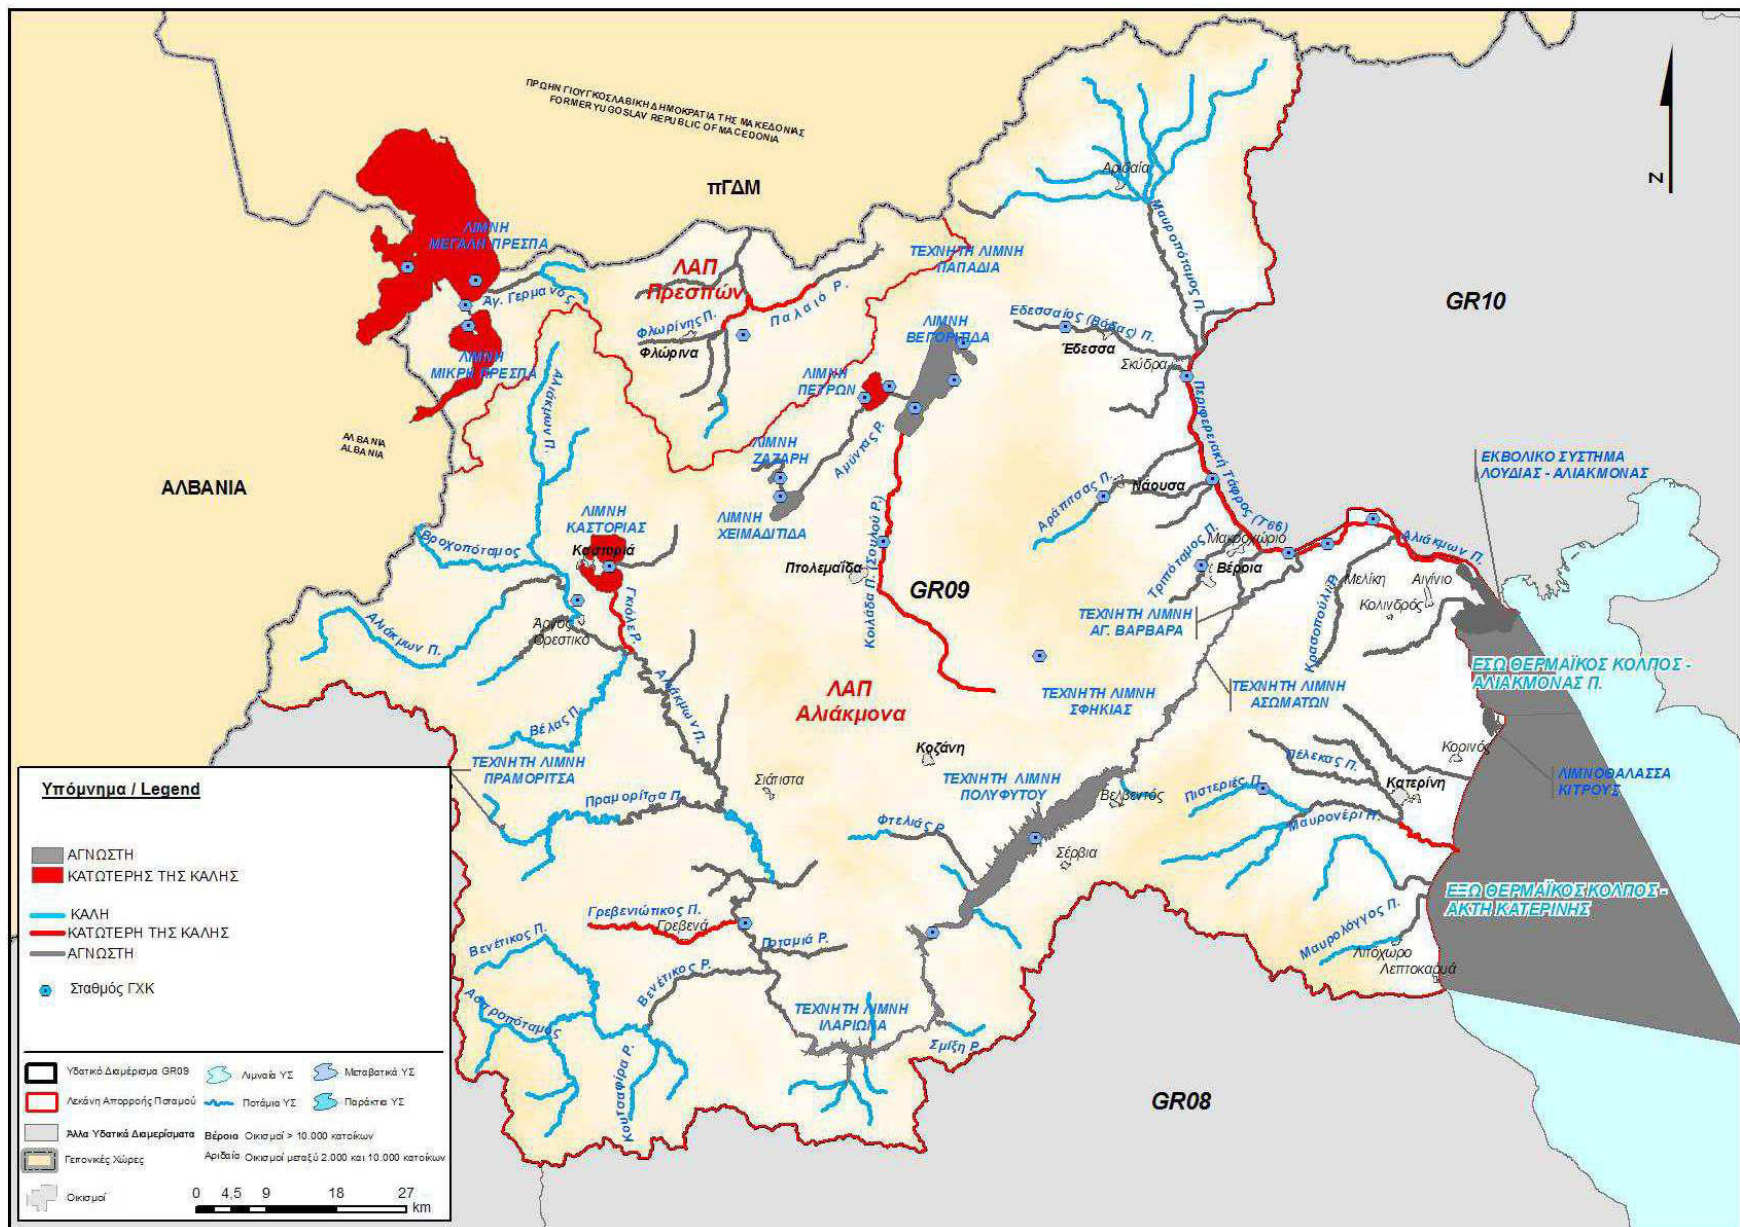 ΠΡΩΗΝ ΓΙΟΥΓΚΟΣΛΑΒΙΚΗ ΔΗΜΟΚΡΑΤΙΑ ΤΗΣ ΜΑΚΕΔΟΝΙΑΣ
FORMER YUGOSLAV REPUBLIC OF MACEDONIA
πΓΔΜ
Αριδαία
Μαυροπόταμος Π.
Ζ
ΛΙΜΝΗ
ΜΕΓΑΛΗ ΠΡΕΣΠΑ
ΛΑΠ
Πρεσπών
ΤΕΧΝΗΤΗ ΛΙΜΝΗ
ΠΑΠΑΔΙΑ
Αγ. Γερμανός
Παλαιό Ρ.
GR10
Φλωρίνης Π.
Φλώρινα
ΛΙΜΝΗ
ΒΕΓΟΡΙΤΙΔΑ
Εδεσσαίος (Βόδας) Π.
Έδεσσα
Σκύδρα
ΛΙΜΝΗ
ΜΙΚΡΗ ΠΡΕΣΠΑ
ΛΙΜΝΗ
ΠΕΤΡΩΝ
Αλιάκμων Π.
Περιφερειακή Τάφρος (Τ66)
ΑΛΒΑΝΙΑ
ALBANIA
Αμύντας Ρ.
ΛΙΜΝΗ
ΖΑΖΑΡΗ
ΕΚΒΟΛΙΚΟ ΣΥΣΤΗΜΑ
ΛΟΥΔΙΑΣ - ΑΛΙΑΚΜΟΝΑΣ
ΑΛΒΑΝΙΑ
Αράπιτσας Π.
Νάουσα
ΛΙΜΝΗ
ΚΑΣΤΟΡΙΑΣ
ΛΙΜΝΗ
ΧΕΙΜΑΔΙΤΙΔΑ
Καστοριά
Βροχοπόταμος
Κοιλάδα Π. (Σουλού Ρ.)
Μακροχώριο
Αλιάκμων Π.
Πτολεμαΐδα
GR09
Τριπόταμος Π.
Βέροια
Μελίκη
Αιγίνιο
Κολινδρός
Γκιόλε Ρ.
Άργος
Ορεστικό
Αλιάκμων Π.
ΤΕΧΝΗΤΗ ΛΙΜΝΗ
ΑΓ. ΒΑΡΒΑΡΑ
Κρασοπούλη Ρ.
ΕΣΩ ΘΕΡΜΑΪΚΟΣ ΚΟΛΠΟΣ -
ΑΛΙΑΚΜΟΝΑΣ Π.
Αλιάκμων Π.
ΛΑΠ
Αλιάκμονα
ΤΕΧΝΗΤΗ ΛΙΜΝΗ
ΣΦΗΚΙΑΣ
ΤΕΧΝΗΤΗ ΛΙΜΝΗ
ΑΣΩΜΑΤΩΝ
Βέλας Π.
Κοζάνη
Κορινός
ΤΕΧΝΗΤΗ ΛΙΜΝΗ
ΠΡΑΜΟΡΙΤΣΑ
Σιάτιστα
ΤΕΧΝΗΤΗ ΛΙΜΝΗ
ΠΟΛΥΦΥΤΟΥ
Πέλεκας Π.
Κατερίνη
ΛΙΜΝΟΘΑΛΑΣΣΑ
ΚΙΤΡΟΥΣ
Πραμορίτσα Π.
Βελβεντός
Πιστεριές Π.
Μαυρονέρι Π.
Φτελιάς Ρ.
Σέρβια
ΕΞΩ ΘΕΡΜΑΪΚΟΣ ΚΟΛΠΟΣ -
ΑΚΤΗ ΚΑΤΕΡΙΝΗΣ
Γρεβενιώτικος Π.
Γρεβενά
Μαυρολόγγος Π.
Λιτόχωρο
Λεπτοκαρυά
Βενέτικος Π.
Ποταμιά Ρ.
Βενέτικος Ρ.
Ασπροπόταμος
ΤΕΧΝΗΤΗ ΛΙΜΝΗ
ΙΛΑΡΙΩΝΑ
Σμίξη Ρ.
Κουτσαφίρα Ρ.
GR08
Υπόμνημα / Legend
ΑΓΝΩΣΤΗ
ΚΑΤΩΤΕΡΗΣ ΤΗΣ ΚΑΛΗΣ
ΚΑΛΗ
ΚΑΤΩΤΕΡΗ ΤΗΣ ΚΑΛΗΣ
ΑΓΝΩΣΤΗ
Σταθμός ΓΧΚ
Υδατικό Διαμέρισμα GR09 Λιμναία ΥΣ Μεταβατικά ΥΣ
Λεκάνη Απορροής Ποταμού Ποτάμια ΥΣ Παράκτια ΥΣ
Άλλα Υδατικά Διαμερίσματα Βέροια Οικισμοί > 10.000 κατοίκων
Γειτονικές Χώρες Αριδαία Οικισμοί μεταξύ 2.000 και 10.000 κατοίκων
Οικισμοί
0 4,5 9 18 27
km